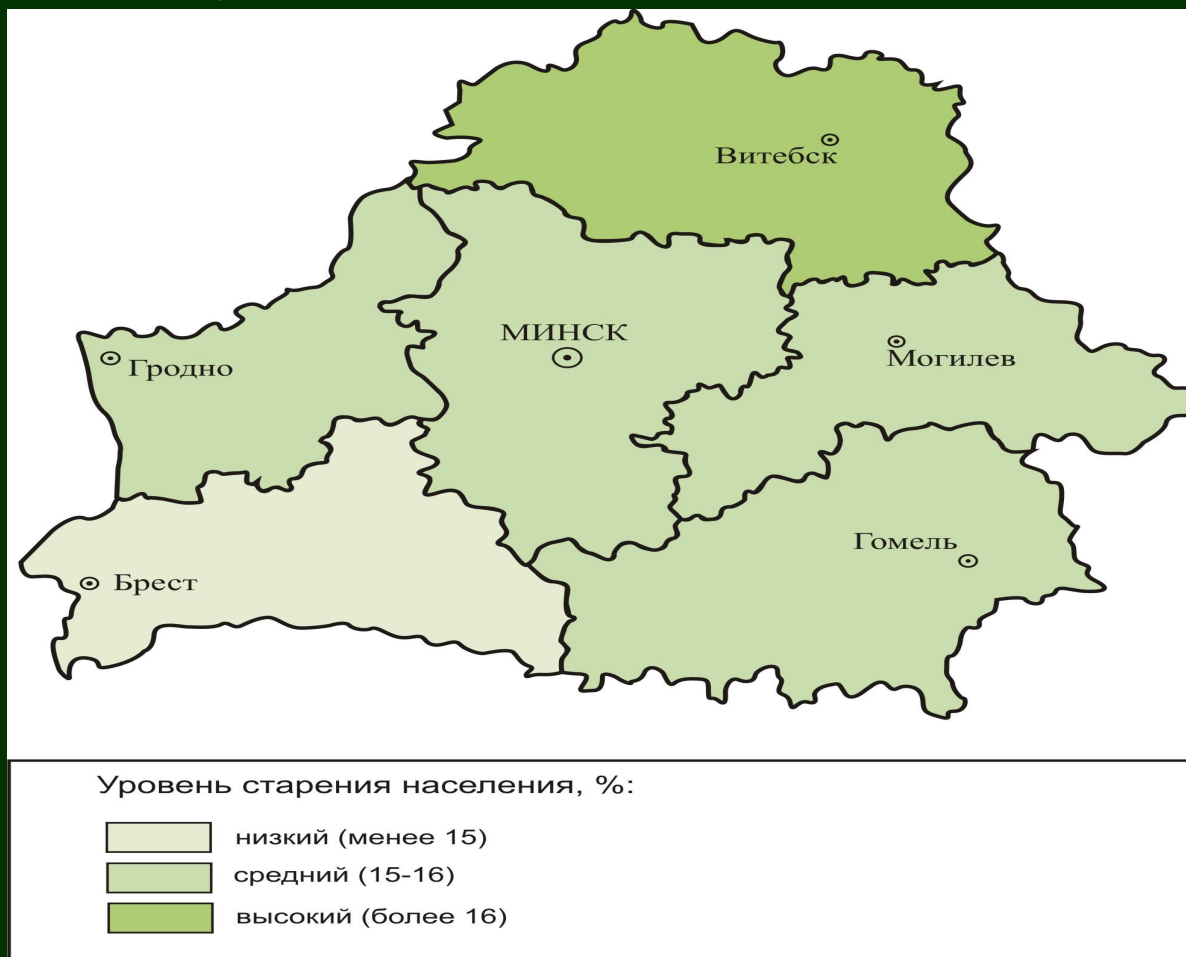 Витебск
МИНСК
Могилев
Гродно
Гомель
Брест
Уровень старения населения, %:
низкий (менее 15)
средний (15-16)
высокий (более 16)